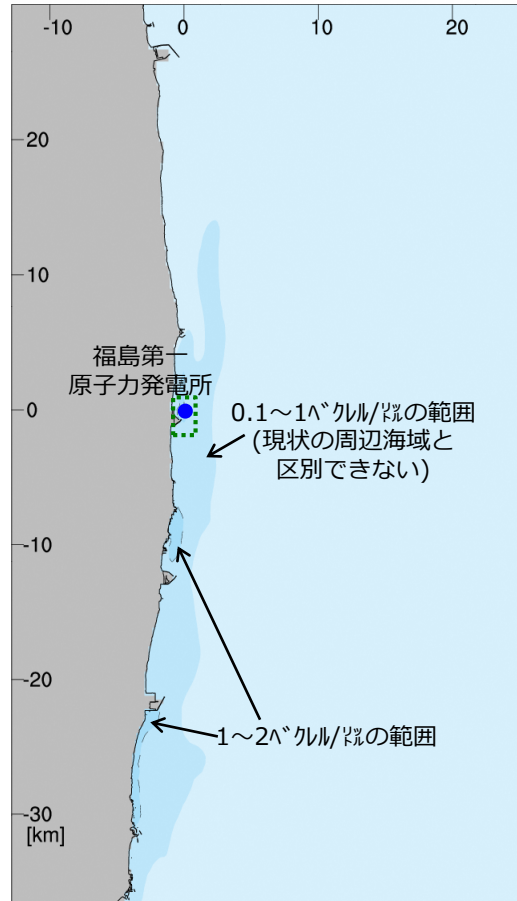 -10
0
10
20
20
10
福島第一
原子力発電所
0
0.1～1ﾍﾞｸﾚﾙ/㍑の範囲
(現状の周辺海域と
区別できない)
-10
-20
1～2ﾍﾞｸﾚﾙ/㍑の範囲
-30
[km]